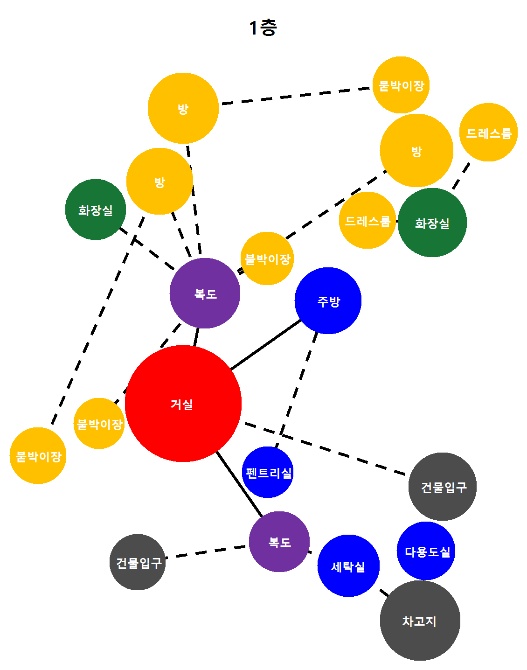 1층
붙박이장
방
드레스룸
방
방
화장실
드레스룸
화장실
붙박이장
복도
주방
거실
붙박이장
붙박이장
펜트리실
건물입구
복도
다용도실
건물입구
세탁실
차고지